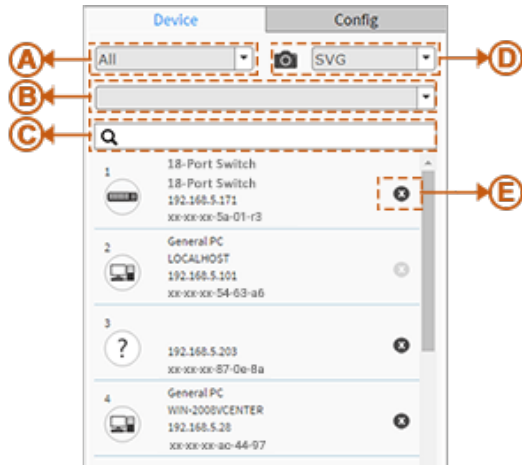 Device Config
A All SVG D
B
C
1
18-Port Switch
18-Port Switch
192.168.5.171
xx-xx-xx-5a-01-r3
E
2
General PC
LOCALHOST
192.168.5.101
xx-xx-xx-54-63-a6
3
?
192.168.5.203
xx-xx-xx-87-0e-8a
4
General PC
WIN-2008VCENTER
192.168.5.28
xx-xx-xx-ac-44-97